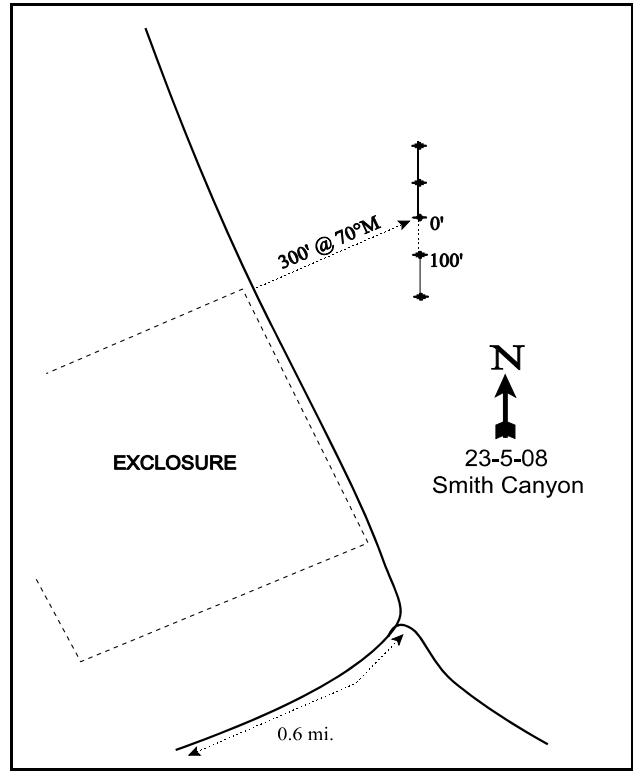 300' @ 70°M
0'
100'
N
23-5-08
Smith Canyon
EXCLOSURE
0.6 mi.